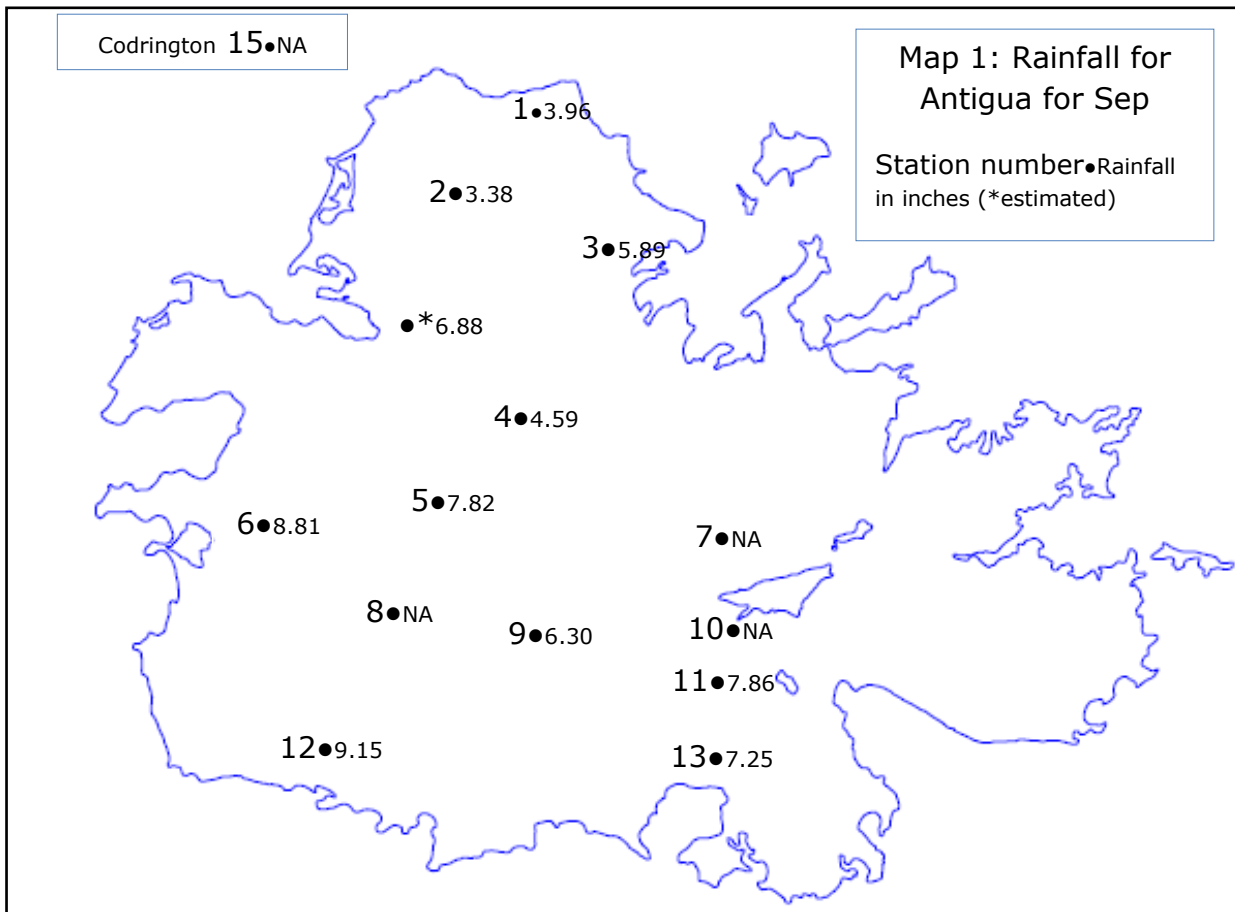 Codrington 15●NA
Map 1: Rainfall for
Antigua for Sep
Station number●Rainfall
in inches (*estimated)
1●3.96
2●3.38
3●5.89
●*6.88
4●4.59
5●7.82
6●8.81
7●NA
8●NA
9●6.30
10●NA
11●7.86
12●9.15
13●7.25